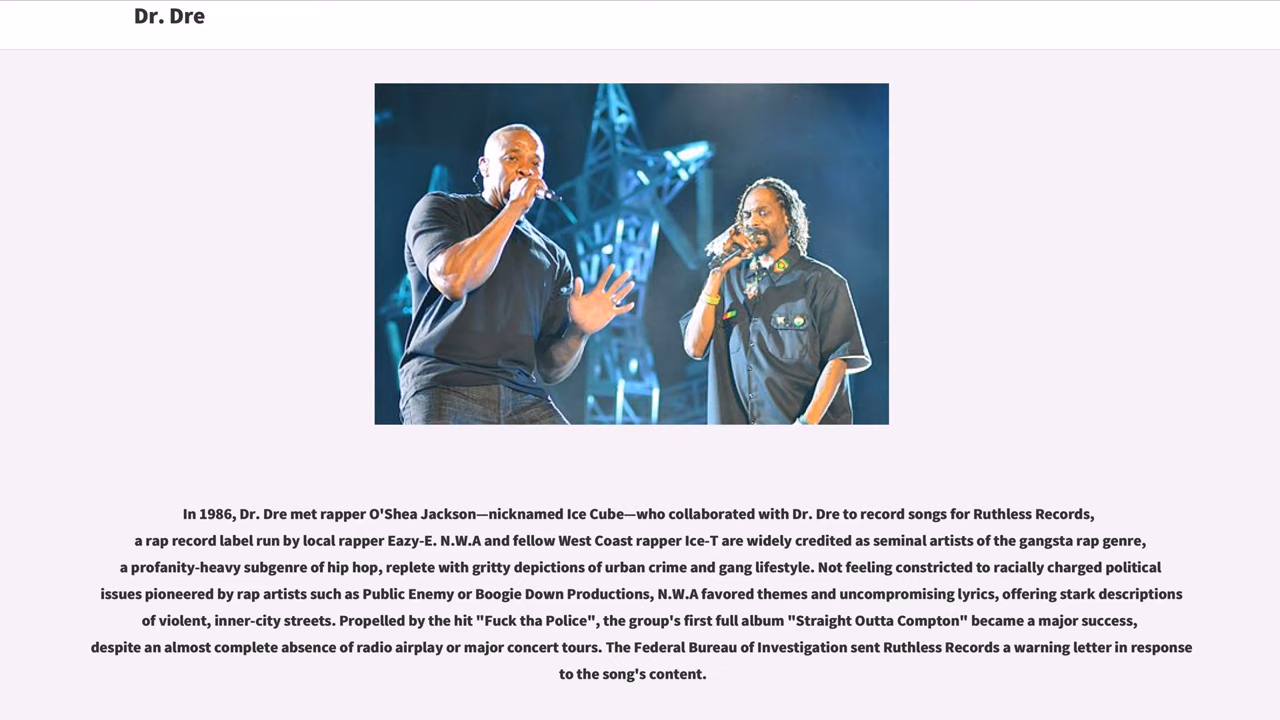 Dr. Dre
In 1986, Dr. Dre met rapper O'Shea Jackson—nicknamed Ice Cube—who collaborated with Dr. Dre to record songs for Ruthless Records,
a rap record label run by local rapper Eazy-E. N.W.A and fellow West Coast rapper Ice-T are widely credited as seminal artists of the gangsta rap genre,
a profanity-heavy subgenre of hip hop, replete with gritty depictions of urban crime and gang lifestyle. Not feeling constricted to racially charged political
issues pioneered by rap artists such as Public Enemy or Boogie Down Productions, N.W.A favored themes and uncompromising lyrics, offering stark descriptions
of violent, inner-city streets. Propelled by the hit "Fuck tha Police", the group's first full album "Straight Outta Compton" became a major success,
despite an almost complete absence of radio airplay or major concert tours. The Federal Bureau of Investigation sent Ruthless Records a warning letter in response
to the song's content.